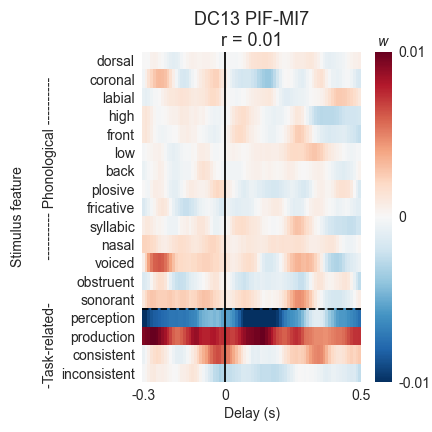 DC13 PIF-MI7
r = 0.01
w
dorsal
coronal
labial
high
front
low
back
plosive
fricative
syllabic
nasal
voiced
obstruent
sonorant
perception
production
consistent
inconsistent
Stimulus feature
---------- Phonological ----------
-Task-related-
-0.3
0
0.5
Delay (s)
0.01
0
-0.01